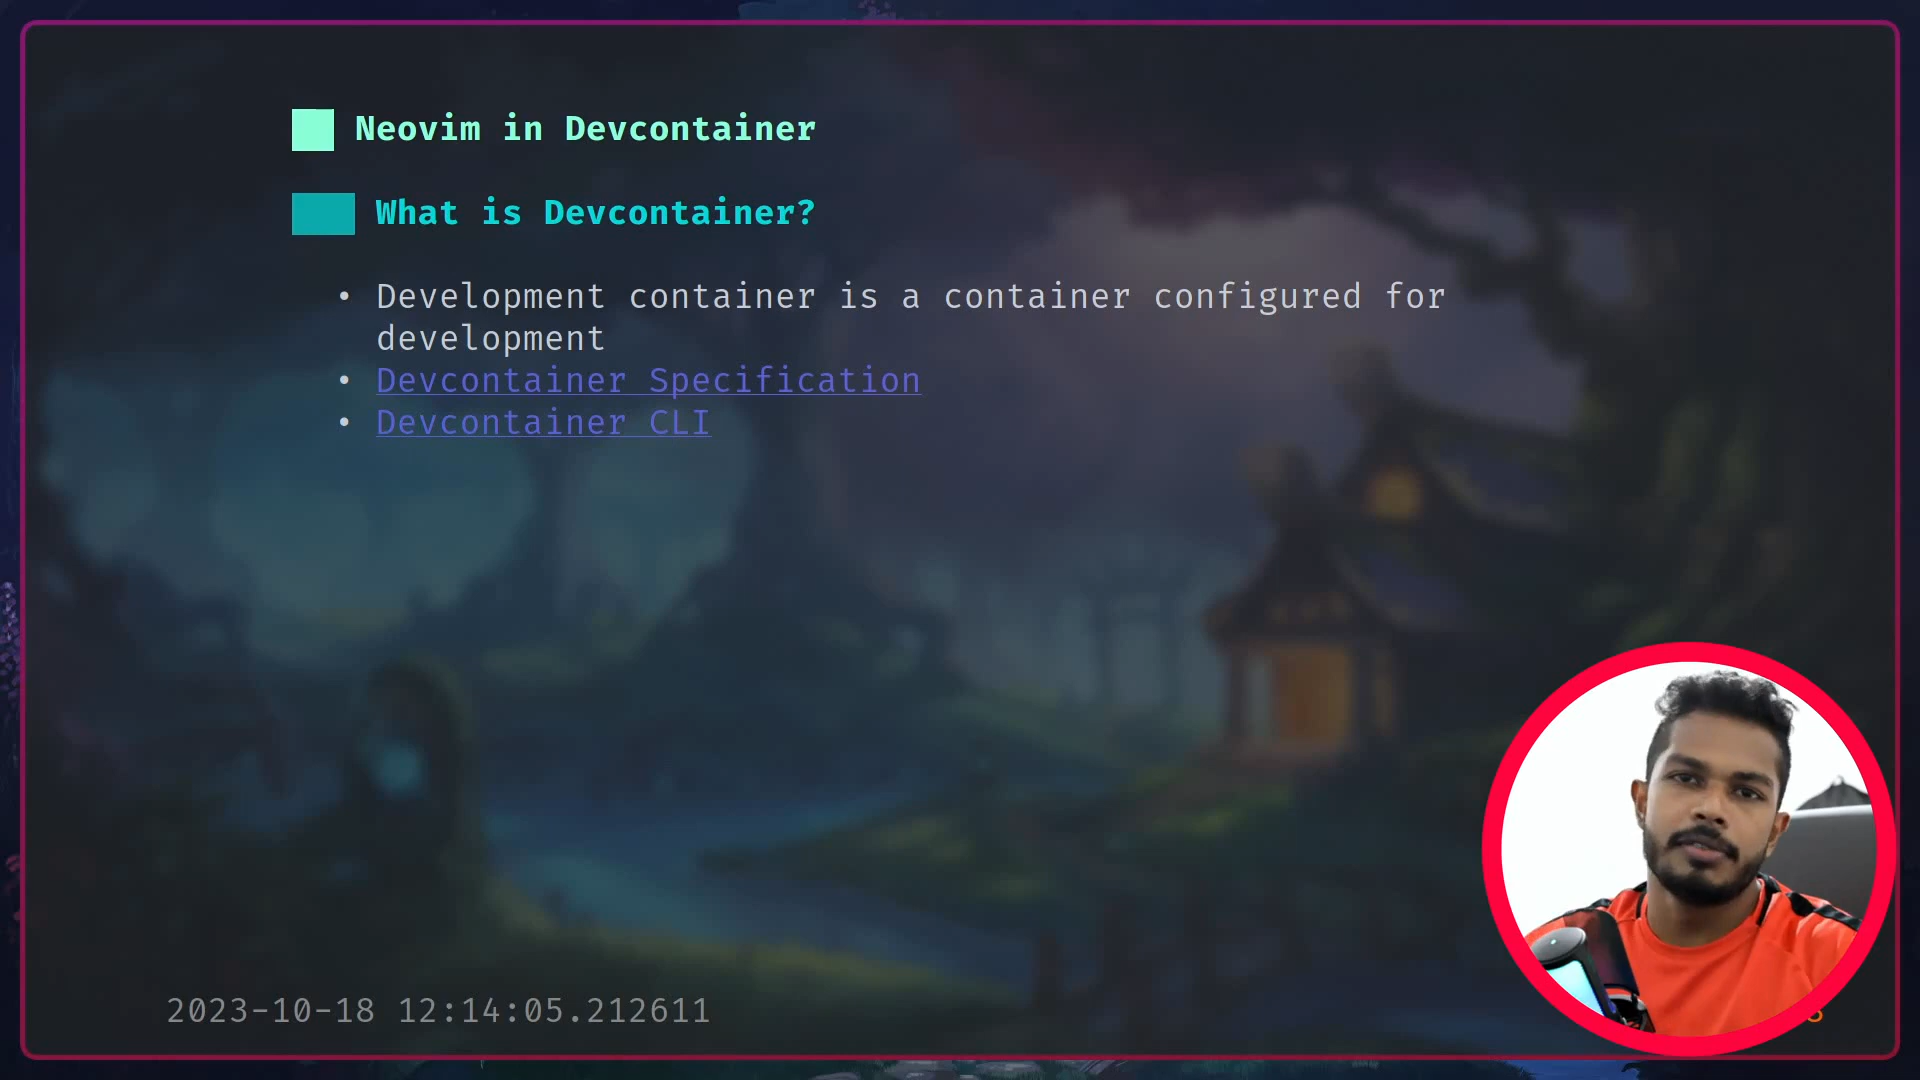 Neovim in Devcontainer
What is Devcontainer?
• Development container is a container configured for
development
• Devcontainer Specification
• Devcontainer CLI
2023-10-18 12:14:05.212611